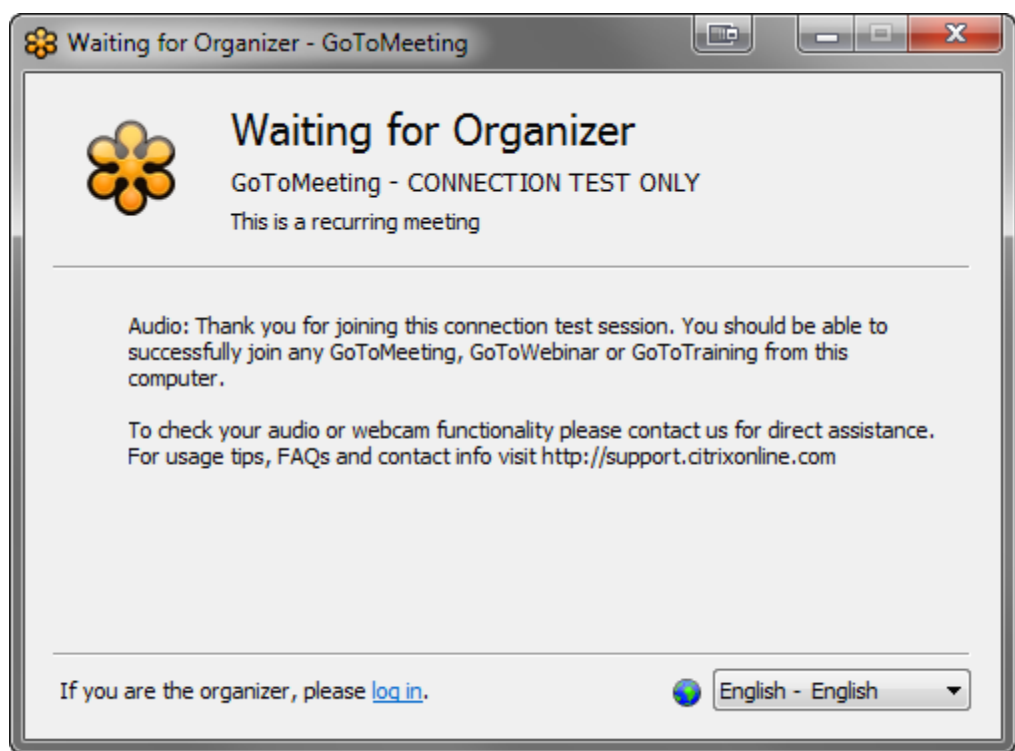 Waiting for Organizer - GoToMeeting
Waiting for Organizer
GoToMeeting - CONNECTION TEST ONLY
This is a recurring meeting
Audio: Thank you for joining this connection test session. You should be able to
successfully join any GoToMeeting, GoToWebinar or GoToTraining from this
computer.
To check your audio or webcam functionality please contact us for direct assistance.
For usage tips, FAQs and contact info visit http://support.citrixonline.com
If you are the organizer, please log in.
English - English